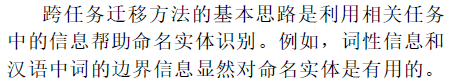 跨任务迁移方法的基本思路是利用相关任务
中的信息帮助命名实体识别。例如，词性信息和
汉语中词的边界信息显然对命名实体是有用的。